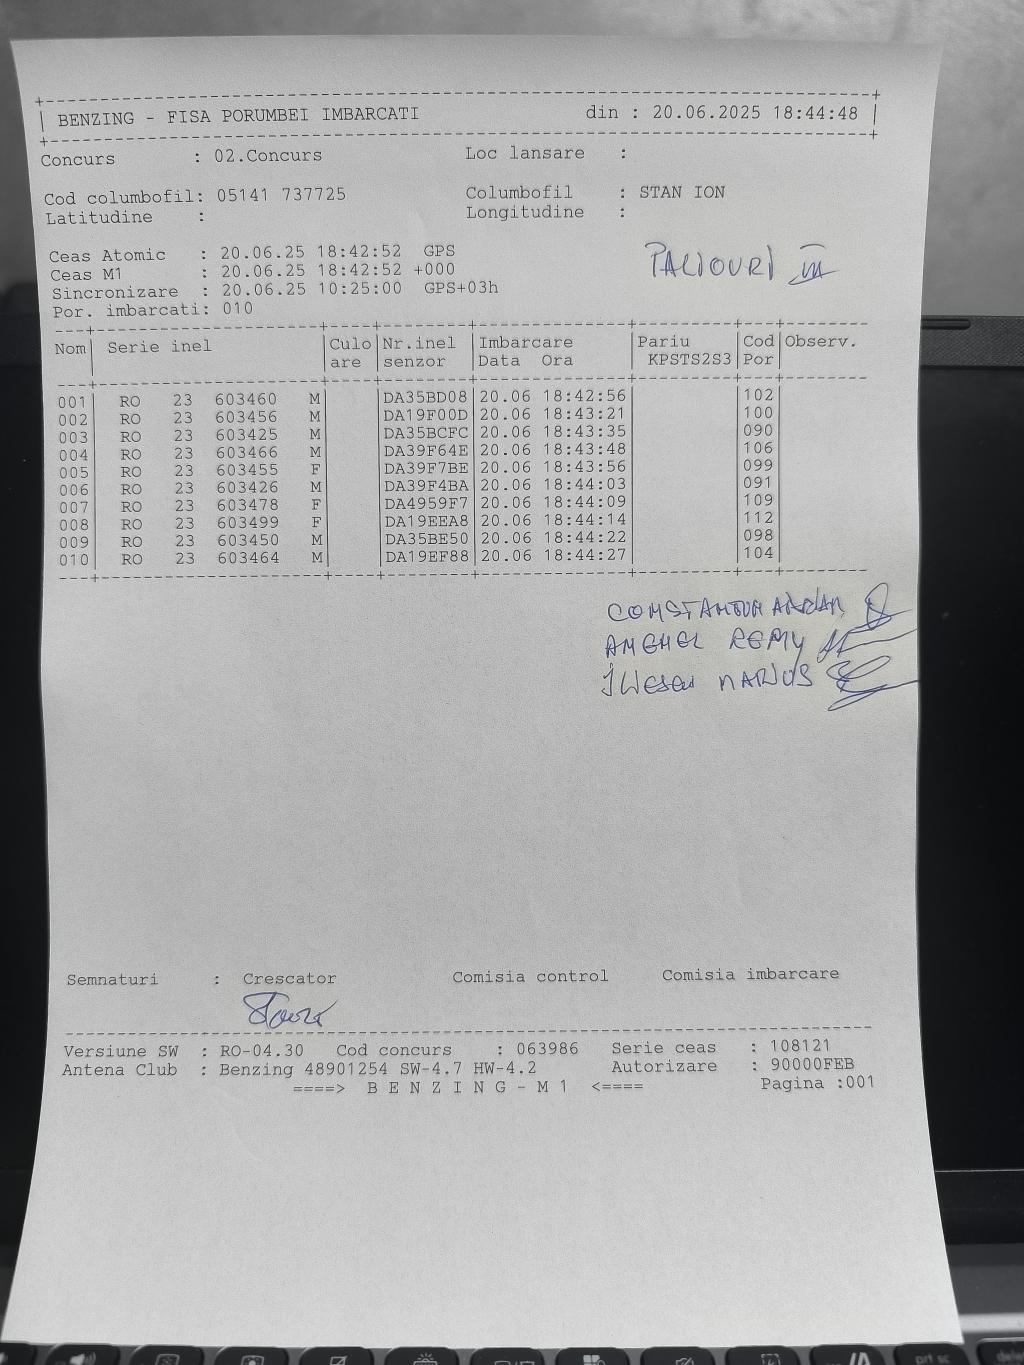 BENZING - FISA PORUMBEI IMBARCATI din : 20.06.2025 18:44:48
Concurs : 02.Concurs Loc lansare :
Cod columbofil: 05141 737725 Columbofil : STAN ION
Latitudine : Longitudine :
Ceas Atomic : 20.06.25 18:42:52 GPS
Ceas M1 : 20.06.25 18:42:52 +000
Sincronizare : 20.06.25 10:25:00 GPS+03h
Por. imbarcati: 010
PALIOURI III
Nom Serie inel Culo Nr.inel Imbarcare Pariu Cod Observ.
are senzor Data Ora KPSTS2S3 Por
001 RO 23 603460 M DA35BD08 20.06 18:42:56 102
002 RO 23 603456 M DA19F00D 20.06 18:43:21 100
003 RO 23 603425 M DA35BCFC 20.06 18:43:35 090
004 RO 23 603466 M DA39F64E 20.06 18:43:48 106
005 RO 23 603455 F DA39F7BE 20.06 18:43:56 099
006 RO 23 603426 M DA39F4BA 20.06 18:44:03 091
007 RO 23 603478 F DA4959F7 20.06 18:44:09 109
008 RO 23 603499 F DA19EEA8 20.06 18:44:14 112
009 RO 23 603450 M DA35BE50 20.06 18:44:22 098
010 RO 23 603464 M DA19EF88 20.06 18:44:27 104
ANGHEL REMY
MARIUS
Semnaturi : Crescator Comisia control Comisia imbarcare
Versiune SW : RO-04.30 Cod concurs : 063986 Serie ceas : 108121
Antena Club : Benzing 48901254 SW-4.7 HW-4.2 Autorizare : 90000FEB
====> B E N Z I N G - M 1 <==== Pagina :001